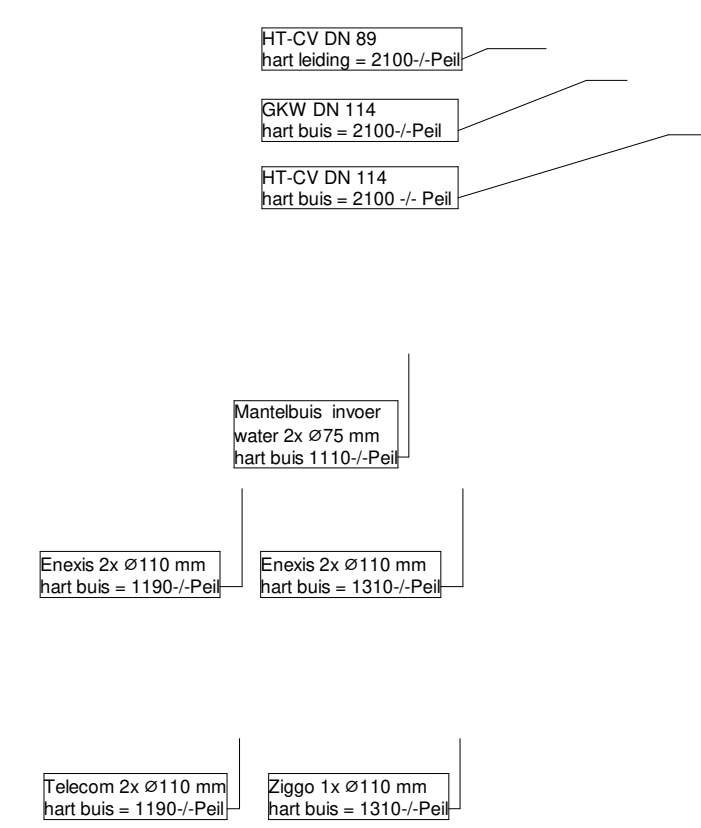 HT-CV DN 89
hart leiding = 2100-/-Peil
GKW DN 114
hart buis = 2100-/-Peil
HT-CV DN 114
hart buis = 2100 -/- Peil
Mantelbuis invoer
water 2x ∅75 mm
hart buis 1110-/-Peil
Enexis 2x ∅110 mm
hart buis = 1190-/-Peil
Enexis 2x ∅110 mm
hart buis = 1310-/-Peil
Telecom 2x ∅110 mm
hart buis = 1190-/-Peil
Ziggo 1x ∅110 mm
hart buis = 1310-/-Peil